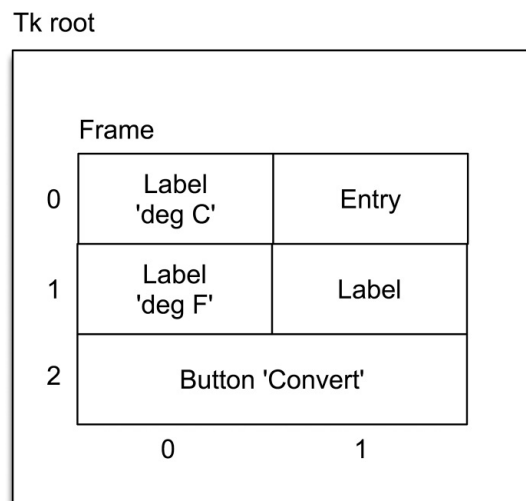 Tk root
Frame
0
Label
'deg C'
Entry
1
Label
'deg F'
Label
2
Button 'Convert'
0
1